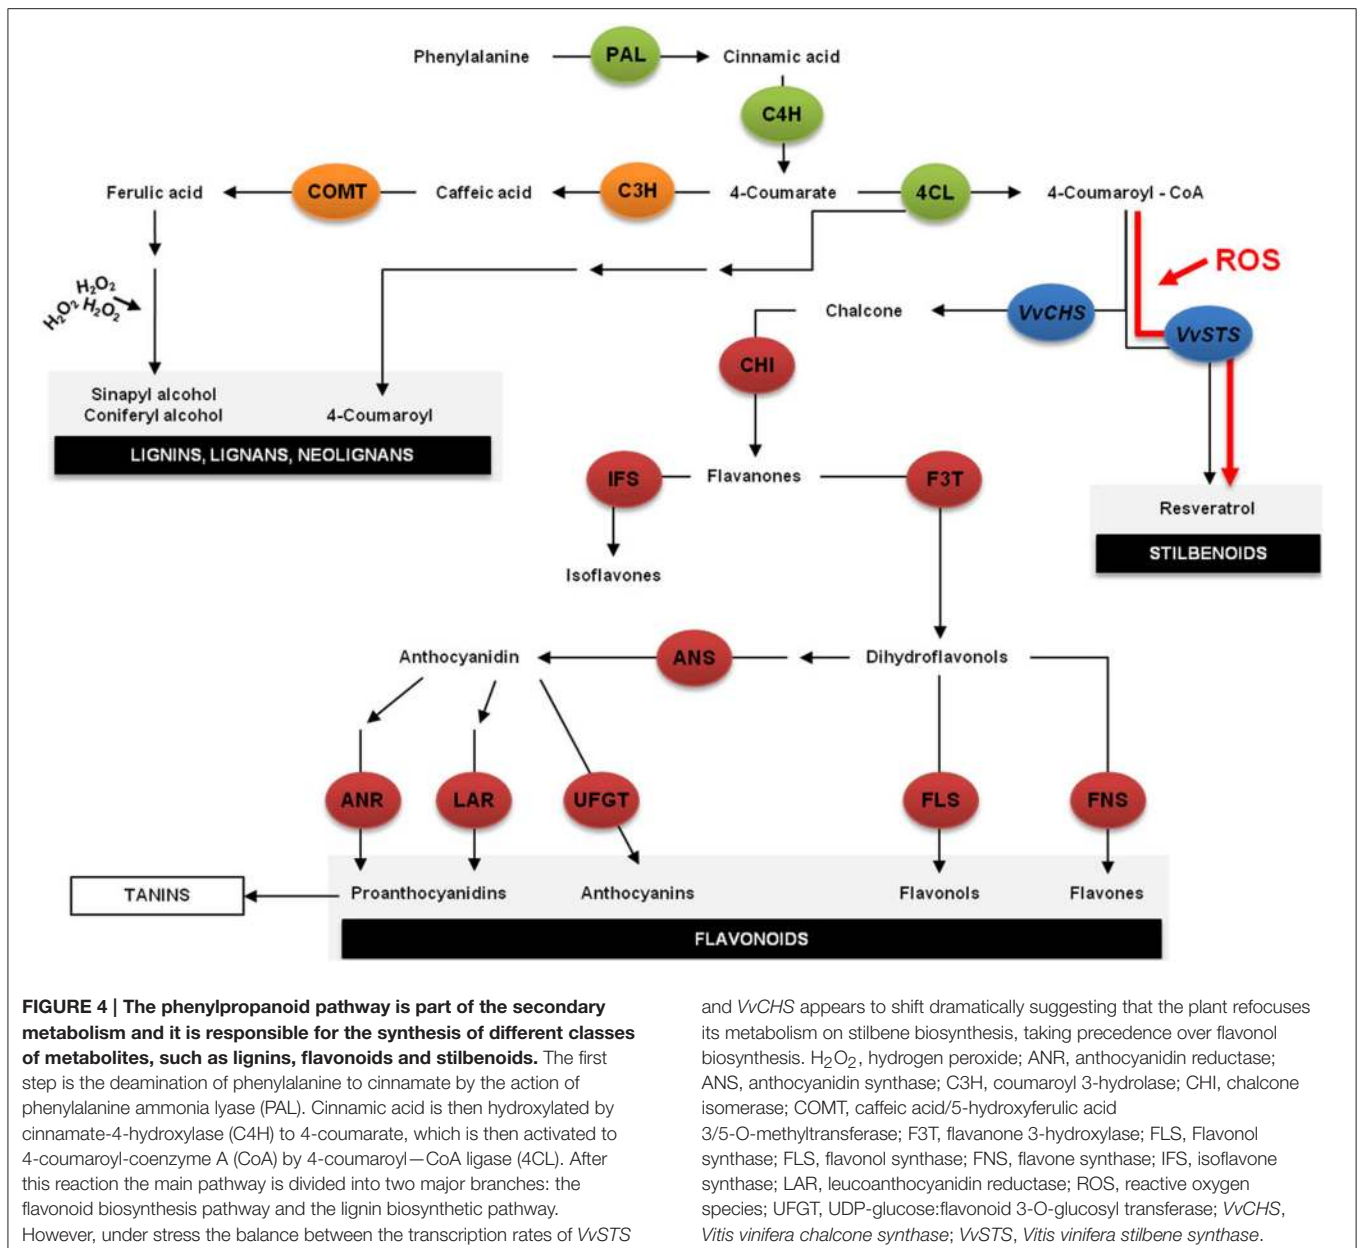 Phenylalanine
PAL
Cinnamic acid
C4H
Ferulic acid
COMT
Caffeic acid
C3H
4-Coumarate
4CL
4-Coumaroyl - CoA
ROS
H₂O₂
H₂O₂ H₂O₂
Chalcone
VvCHS
VvSTS
CHI
Sinapyl alcohol
Coniferyl alcohol
4-Coumaroyl
LIGNINS, LIGNANS, NEOLIGNANS
IFS
Flavanones
F3T
Resveratrol
STILBENOIDS
Isoflavones
Anthocyanidin
ANS
Dihydroflavonols
ANR
LAR
UFGT
FLS
FNS
TANINS
Proanthocyanidins
Anthocyanins
Flavonols
Flavones
FLAVONOIDS
FIGURE 4 | The phenylpropanoid pathway is part of the secondary
metabolism and it is responsible for the synthesis of different classes
of metabolites, such as lignins, flavonoids and stilbenoids. The first
step is the deamination of phenylalanine to cinnamate by the action of
phenylalanine ammonia lyase (PAL). Cinnamic acid is then hydroxylated by
cinnamate-4-hydroxylase (C4H) to 4-coumarate, which is then activated to
4-coumaroyl-coenzyme A (CoA) by 4-coumaroyl—CoA ligase (4CL). After
this reaction the main pathway is divided into two major branches: the
flavonoid biosynthesis pathway and the lignin biosynthetic pathway.
However, under stress the balance between the transcription rates of VvSTS
and VvCHS appears to shift dramatically suggesting that the plant refocuses
its metabolism on stilbene biosynthesis, taking precedence over flavonol
biosynthesis. H₂O₂, hydrogen peroxide; ANR, anthocyanidin reductase;
ANS, anthocyanidin synthase; C3H, coumaroyl 3-hydrolase; CHI, chalcone
isomerase; COMT, caffeic acid/5-hydroxyferulic acid
3/5-O-methyltransferase; F3T, flavanone 3-hydroxylase; FLS, Flavonol
synthase; FLS, flavonol synthase; FNS, flavone synthase; IFS, isoflavone
synthase; LAR, leucoanthocyanidin reductase; ROS, reactive oxygen
species; UFGT, UDP-glucose:flavonoid 3-O-glucosyl transferase; VvCHS,
Vitis vinifera chalcone synthase; VvSTS, Vitis vinifera stilbene synthase.